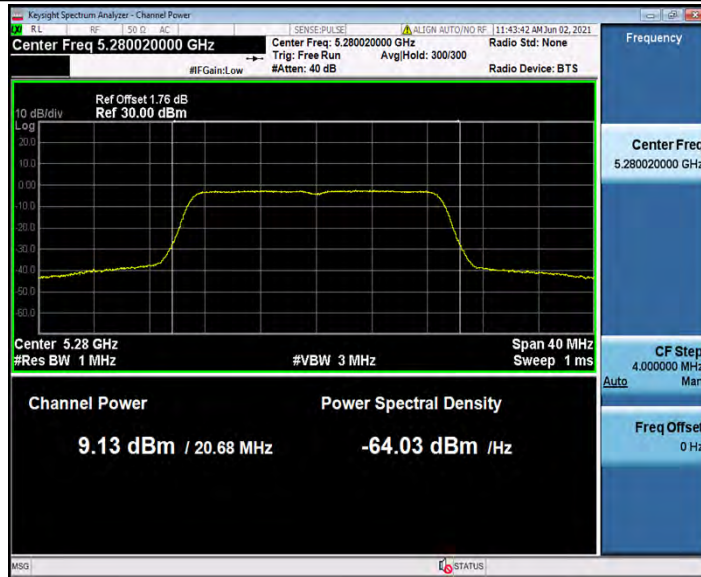 Keysight Spectrum Analyzer - Channel Power
RL RF 50 Ω AC SENSE:PULSE ALIGN AUTO/NO RF 11:43:42 AM Jun 02, 2021
Center Freq 5.280020000 GHz
Center Freq: 5.280020000 GHz Radio Std: None
Trig: Free Run Avg|Hold: 300/300
#IFGain:Low #Atten: 40 dB Radio Device: BTS
Ref Offset 1.76 dB
10 dB/div Ref 30.00 dBm
Log
20.0
10.0
0.00
-10.0
-20.0
-30.0
-40.0
-50.0
-60.0
Center 5.28 GHz Span 40 MHz
#Res BW 1 MHz #VBW 3 MHz Sweep 1 ms
Channel Power Power Spectral Density
9.13 dBm / 20.68 MHz -64.03 dBm /Hz
MSG STATUS
Frequency
Center Freq
5.280020000 GHz
CF Step
4.000000 MHz
Auto Man
Freq Offset
0 Hz